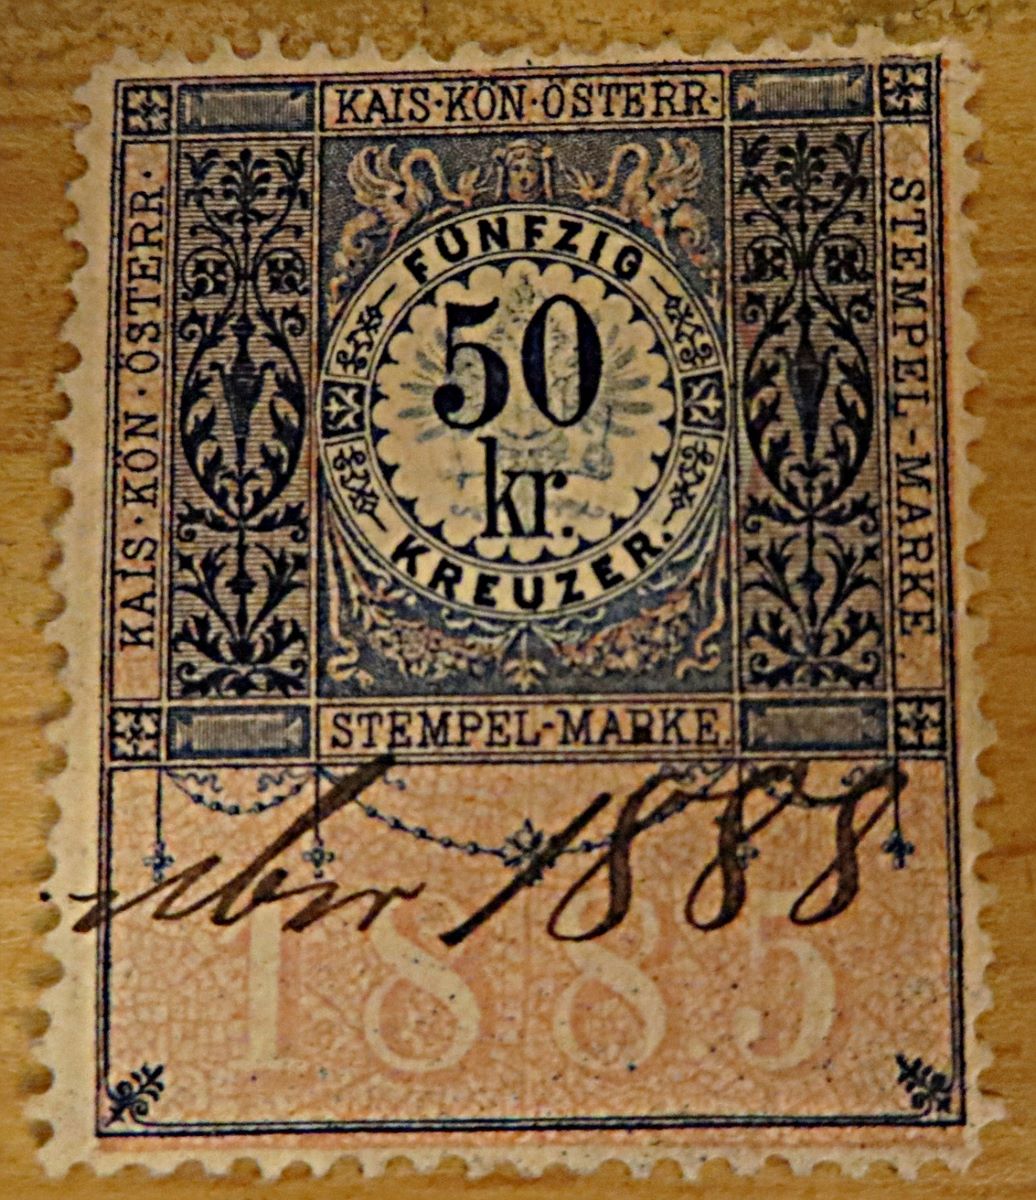 KAIS·KÖN·ÖSTERR·
KAIS·KÖN·ÖSTERR·
STEMPEL-MARKE.
FÜNFZIG
50
kr.
KREUZER.
STEMPEL-MARKE.
1888
1885